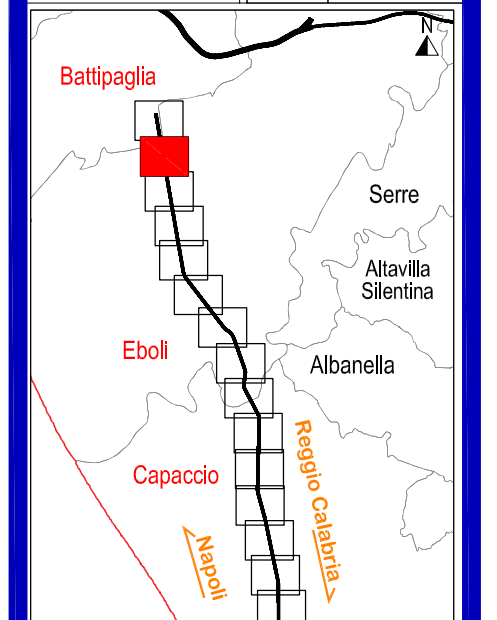 N
Battipaglia
Serre
Altavilla
Silentina
Eboli
Albanella
Capaccio
Reggio Calabria
Napoli